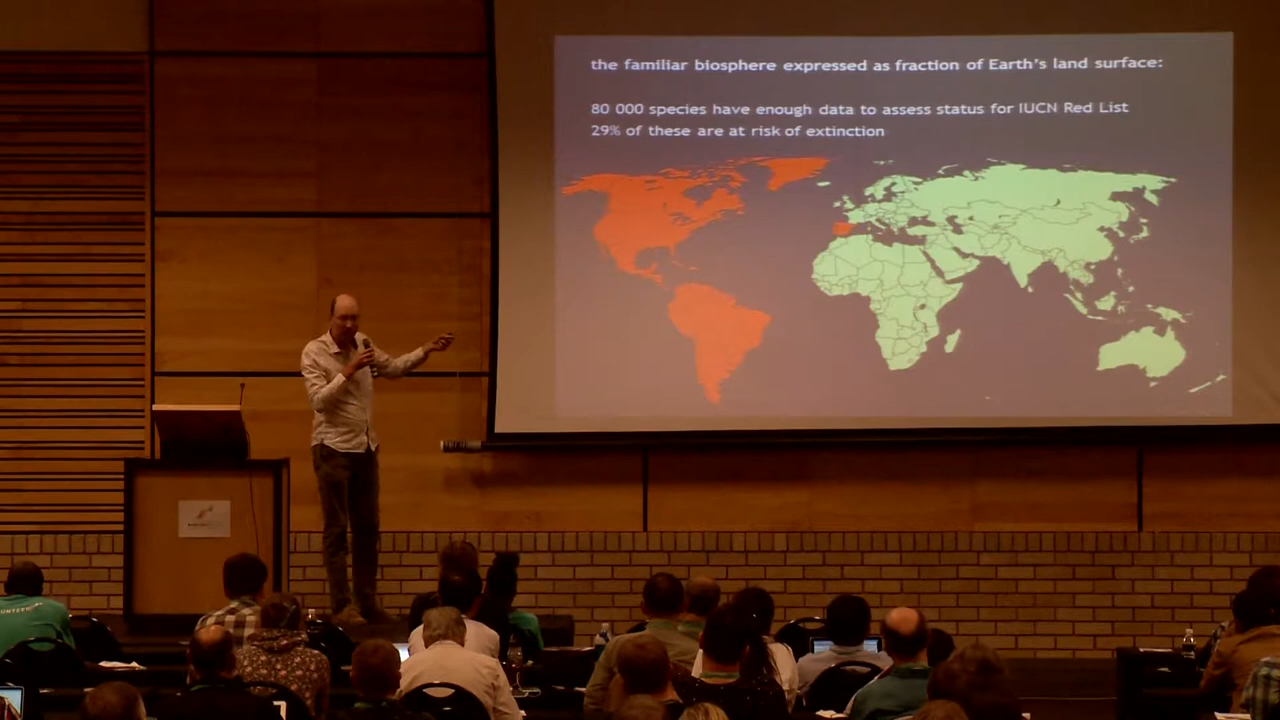 the familiar biosphere expressed as fraction of Earth's land surface:
80 000 species have enough data to assess status for IUCN Red List
29% of these are at risk of extinction